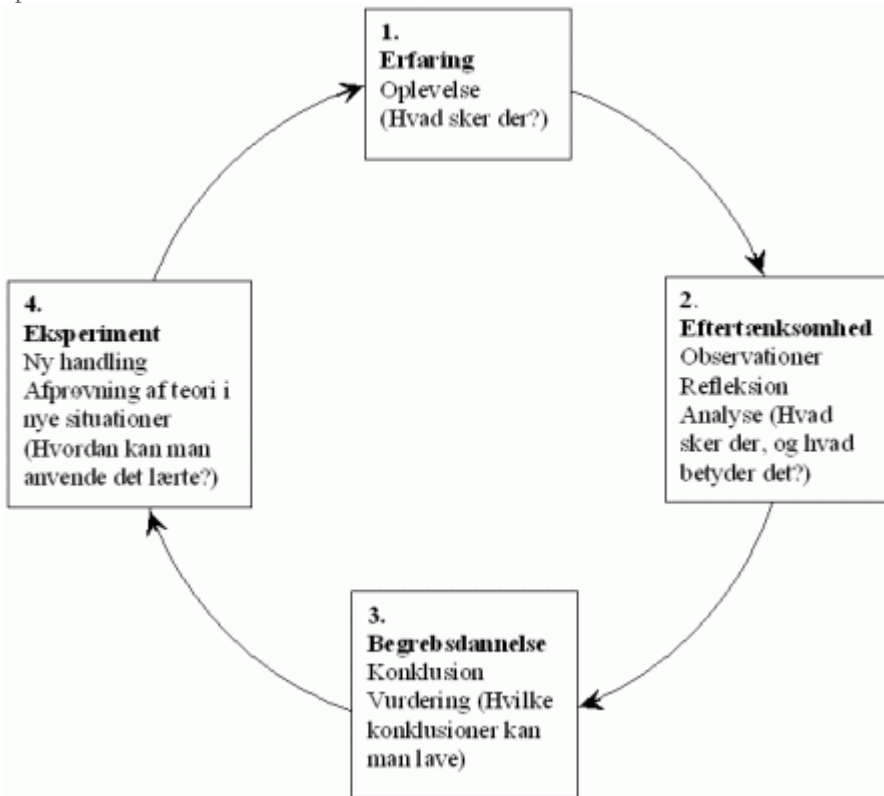 1.
Erfaring
Oplevelse
(Hvad sker der?)
2.
Eftertænksomhed
Observationer
Refleksion
Analyse (Hvad
sker der, og hvad
betyder det?)
3.
Begrebsdannelse
Konklusion
Vurdering (Hvilke
konklusioner kan
man lave)
4.
Eksperiment
Ny handling
Afprøvning af teori i
nye situationer
(Hvordan kan man
anvende det lærte?)